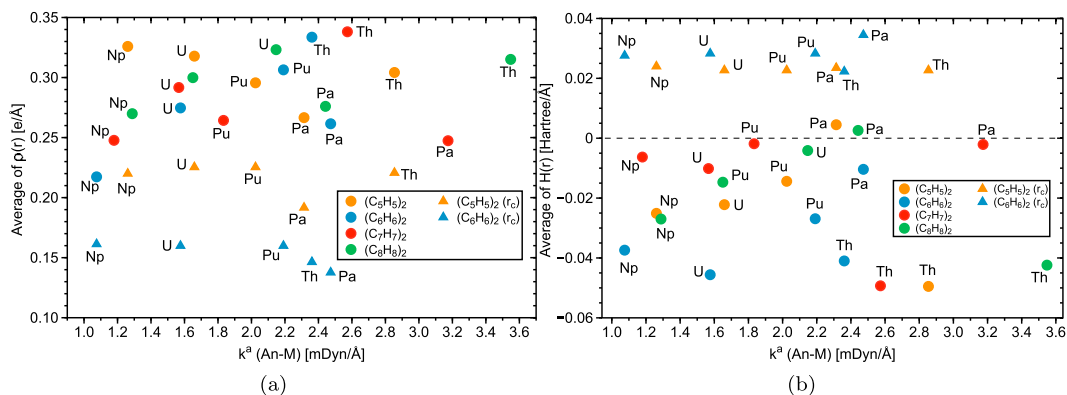 Average of ρ(r) [e/Å]
0.35
0.30
0.25
0.20
0.15
0.10
Np
U
U
Th
Th
Pu
Pu
Th
Th
U
Pa
Np
U
Pu
Pa
Pa
Pa
Np
Np
U
Pu
Th
Pa
Np
U
Pu
Th
Pa
(C5H5)2
(C6H6)2
(C7H7)2
(C8H8)2
(C5H5)2 (rc)
(C6H6)2 (rc)
1.0 1.2 1.4 1.6 1.8 2.0 2.2 2.4 2.6 2.8 3.0 3.2 3.4 3.6
kᵃ (An-M) [mDyn/Å]
(a)
Average of H(r) [Hartree/Å]
0.04
0.02
0
−0.02
−0.04
−0.06
Np
U
Pu
Pa
Np
U
Pu
Pa
Th
Th
Pa
Pa
Pu
Pa
Np
U
Pu
U
Pu
Pa
Np
U
Np
Pu
Np
U
Th
Th
Th
Th
(C5H5)2
(C6H6)2
(C7H7)2
(C8H8)2
(C5H5)2 (rc)
(C6H6)2 (rc)
1.0 1.2 1.4 1.6 1.8 2.0 2.2 2.4 2.6 2.8 3.0 3.2 3.4 3.6
kᵃ (An-M) [mDyn/Å]
(b)